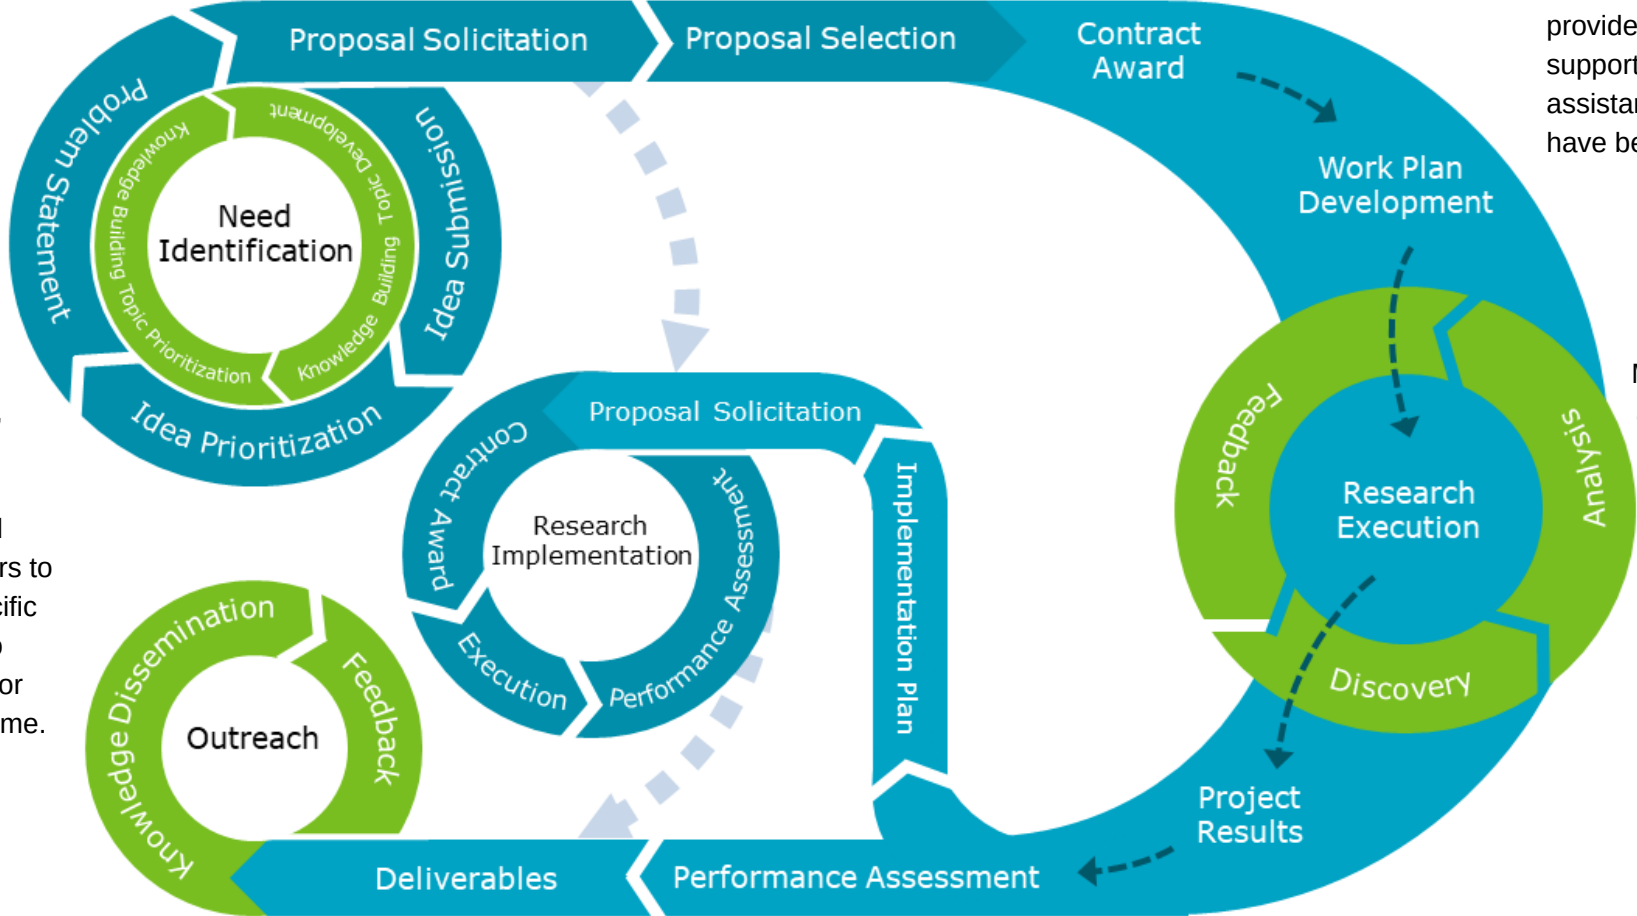 Proposal Solicitation
Proposal Selection
Contract
Award
Work Plan
Development
Problem Statement
Idea Submission
Idea Prioritization
Knowledge Building
Topic Development
Knowledge Building
Topic Prioritization
Need
Identification
Feedback
Analysis
Discovery
Research
Execution
Proposal Solicitation
Contract Award
Execution
Performance Assessment
Research
Implementation
Implementation Plan
Knowledge Dissemination
Feedback
Outreach
Project
Results
Performance Assessment
Deliverables
provide
support
assista
have be
rs to
ific
or
me.